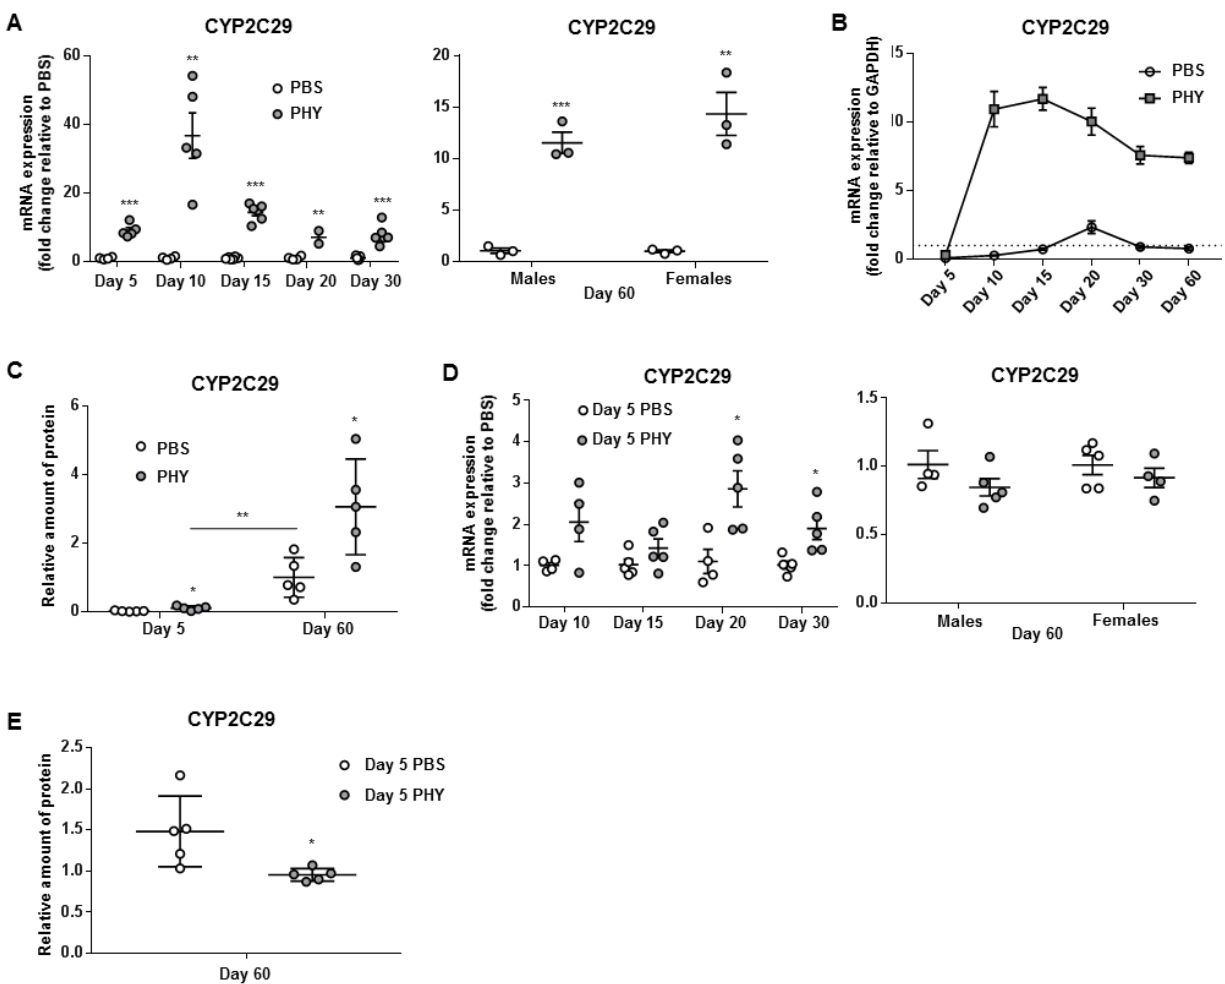 A
CYP2C29
mRNA expression
(fold change relative to PBS)
60
40
20
0
PBS
PHY
***
**
***
**
***
Day 5 Day 10 Day 15 Day 20 Day 30
CYP2C29
20
15
10
5
0
***
**
Males Females
Day 60
B
CYP2C29
mRNA expression
(fold change relative to GAPDH)
15
10
5
0
PBS
PHY
Day 5 Day 10 Day 15 Day 20 Day 30 Day 60
C
CYP2C29
Relative amount of protein
6
4
2
0
PBS
PHY
*
**
*
Day 5 Day 60
D
CYP2C29
mRNA expression
(fold change relative to PBS)
5
4
3
2
1
0
Day 5 PBS
Day 5 PHY
*
*
Day 10 Day 15 Day 20 Day 30
CYP2C29
1.5
1.0
0.5
0.0
Males Females
Day 60
E
CYP2C29
Relative amount of protein
2.5
2.0
1.5
1.0
0.5
0.0
Day 5 PBS
Day 5 PHY
*
Day 60